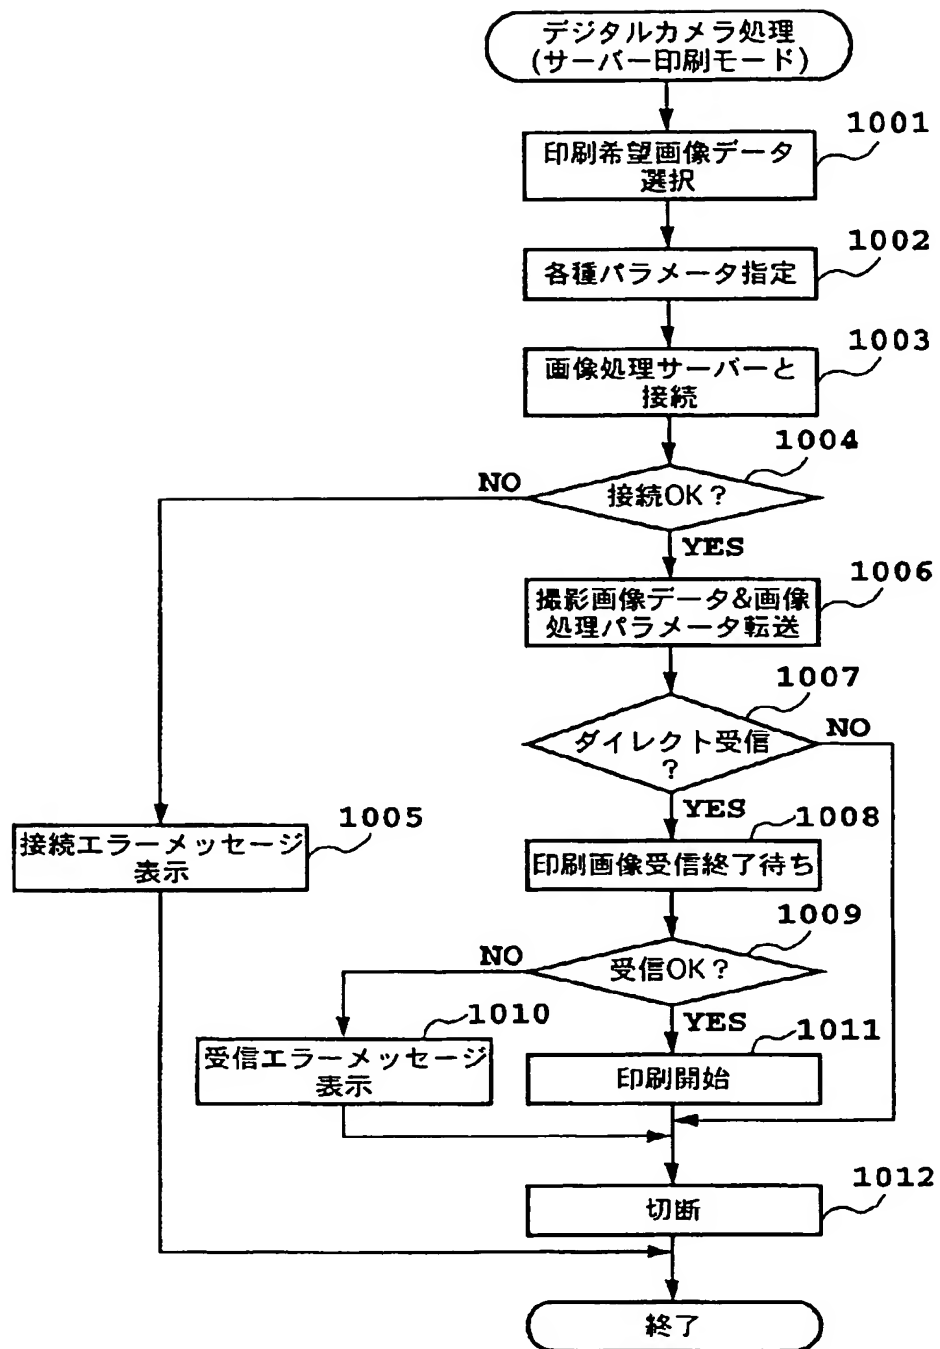 デジタルカメラ処理
(サーバー印刷モード)
1001
印刷希望画像データ
選択
1002
各種パラメータ指定
1003
画像処理サーバーと
接続
1004
NO
接続OK?
YES
1006
撮影画像データ&画像
処理パラメータ転送
1007
ダイレクト受信
?
NO
YES
1005
接続エラーメッセージ
表示
1008
印刷画像受信終了待ち
1009
NO
受信OK?
YES
1010
受信エラーメッセージ
表示
1011
印刷開始
1012
切断
終了